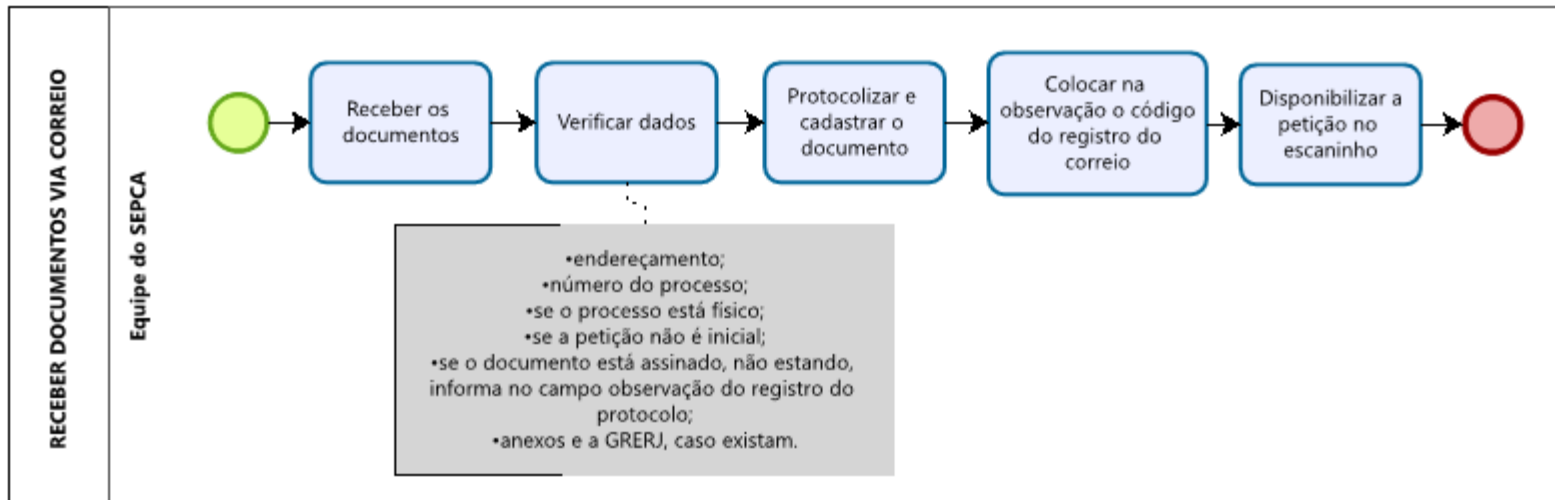 RECEBER DOCUMENTOS VIA CORREIO
Equipe do SEPCA
Receber os
documentos
Verificar dados
Protocolizar e
cadastrar o
documento
Colocar na
observação o código
do registro do
correio
Disponibilizar a
petição no
escaninho
•endereçamento;
•número do processo;
•se o processo está físico;
•se a petição não é inicial;
•se o documento está assinado, não estando,
informa no campo observação do registro do
protocolo;
•anexos e a GRERJ, caso existam.